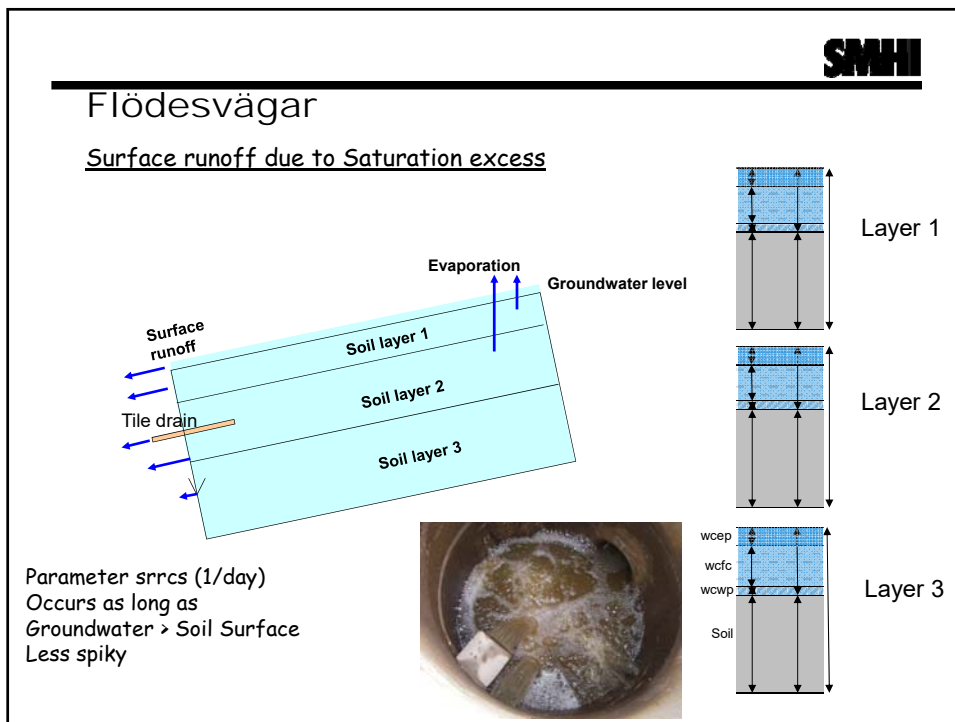 SMHI
Flödesvägar
Surface runoff due to Saturation excess
Evaporation
Groundwater level
Surface
runoff
Soil layer 1
Soil layer 2
Tile drain
Soil layer 3
Layer 1
Layer 2
wcep
wcfc
wcwp
Soil
Layer 3
Parameter srrcs (1/day)
Occurs as long as
Groundwater > Soil Surface
Less spiky